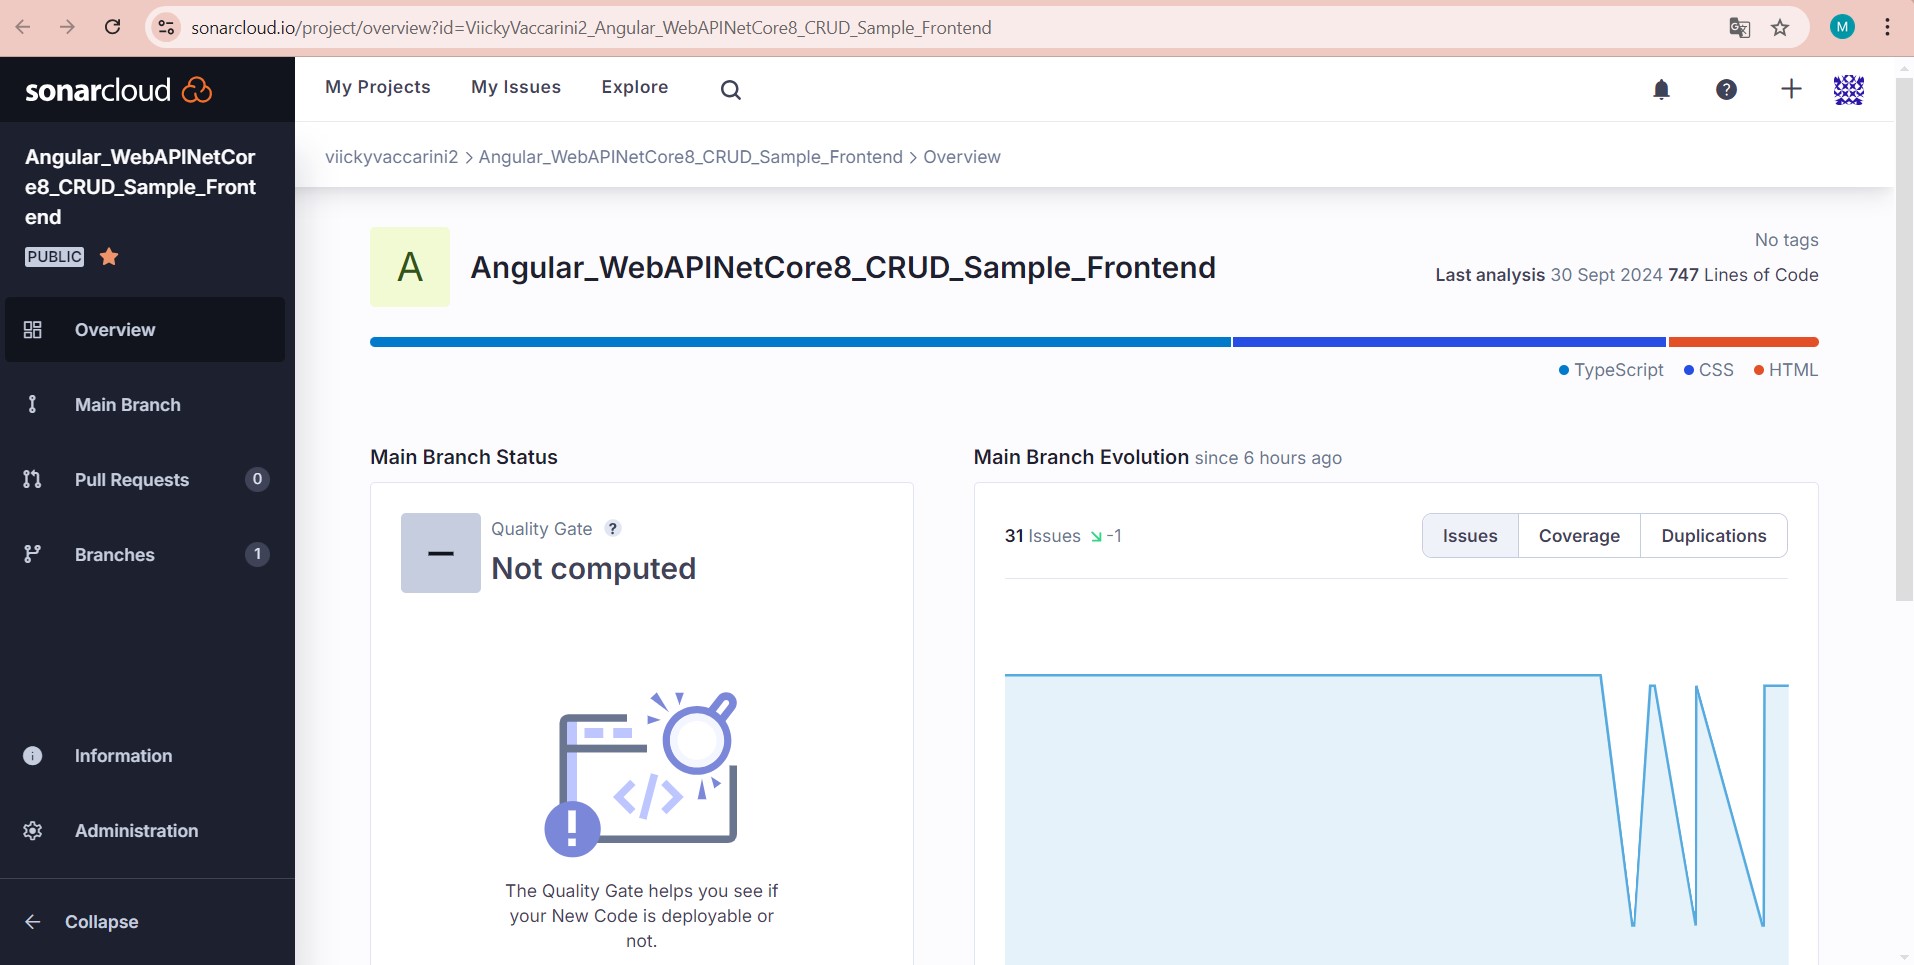 sonarcloud.io/project/overview?id=ViickyVaccarini2_Angular_WebAPINetCore8_CRUD_Sample_Frontend
M
sonarcloud
My Projects
My Issues
Explore
?
Angular_WebAPINetCor
e8_CRUD_Sample_Front
end
PUBLIC
Overview
Main Branch
Pull Requests
0
Branches
1
Information
Administration
Collapse
viickyvaccarini2 > Angular_WebAPINetCore8_CRUD_Sample_Frontend > Overview
A
Angular_WebAPINetCore8_CRUD_Sample_Frontend
No tags
Last analysis 30 Sept 2024 747 Lines of Code
TypeScript
CSS
HTML
Main Branch Status
Quality Gate ?
Not computed
</>
!
The Quality Gate helps you see if
your New Code is deployable or
not.
Main Branch Evolution since 6 hours ago
31 Issues -1
Issues
Coverage
Duplications